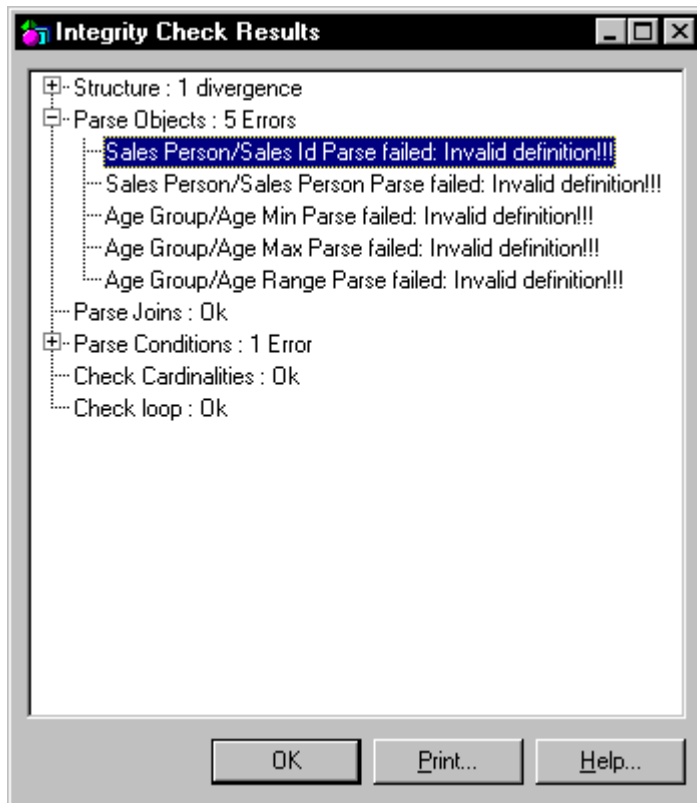 Integrity Check Results
Structure : 1 divergence
Parse Objects : 5 Errors
Sales Person/Sales Id Parse failed: Invalid definition!!!
Sales Person/Sales Person Parse failed: Invalid definition!!!
Age Group/Age Min Parse failed: Invalid definition!!!
Age Group/Age Max Parse failed: Invalid definition!!!
Age Group/Age Range Parse failed: Invalid definition!!!
Parse Joins : Ok
Parse Conditions : 1 Error
Check Cardinalities : Ok
Check loop : Ok
OK Print... Help...